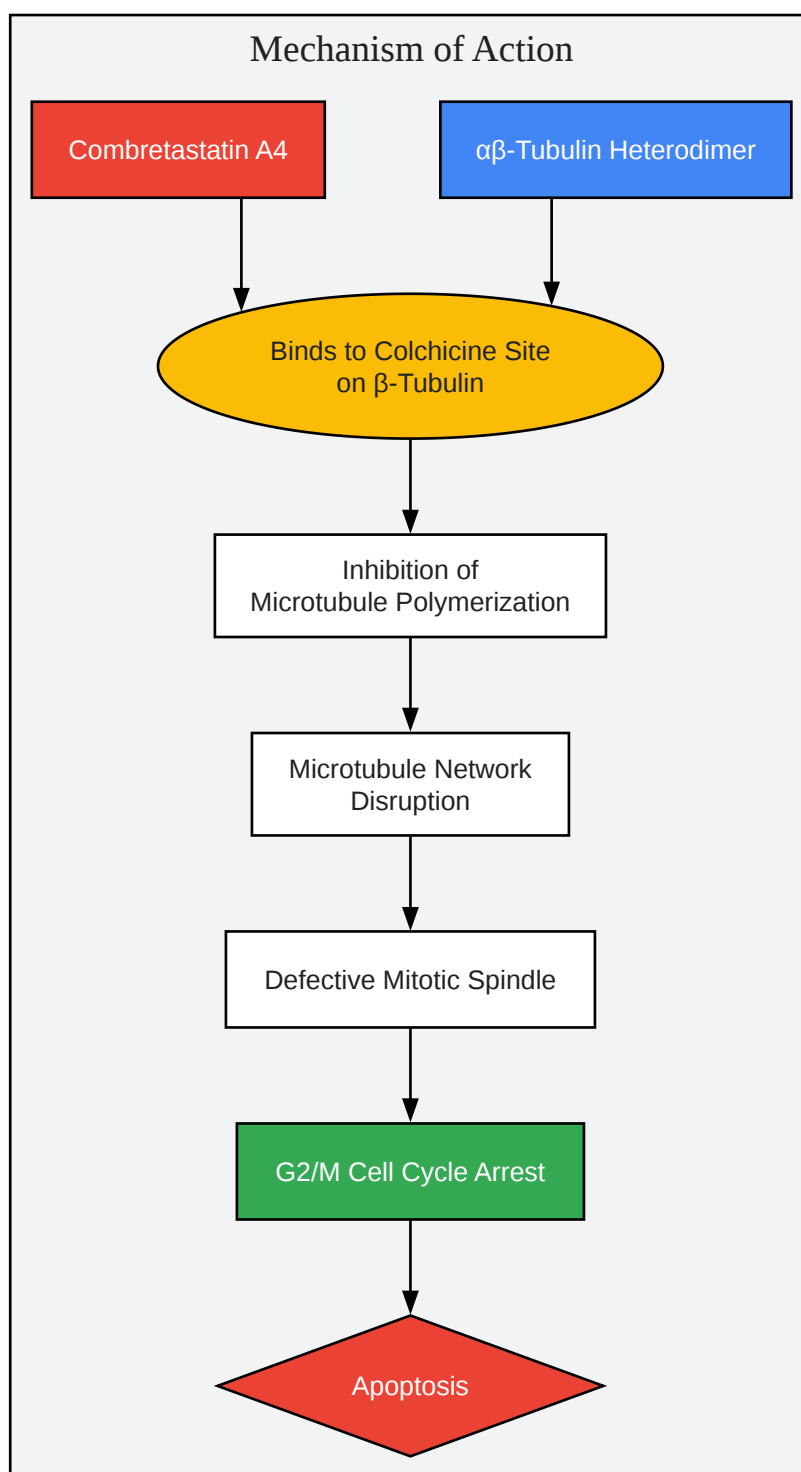 Mechanism of Action
Combretastatin A4
αβ-Tubulin Heterodimer
Binds to Colchicine Site
on β-Tubulin
Inhibition of
Microtubule Polymerization
Microtubule Network
Disruption
Defective Mitotic Spindle
G2/M Cell Cycle Arrest
Apoptosis